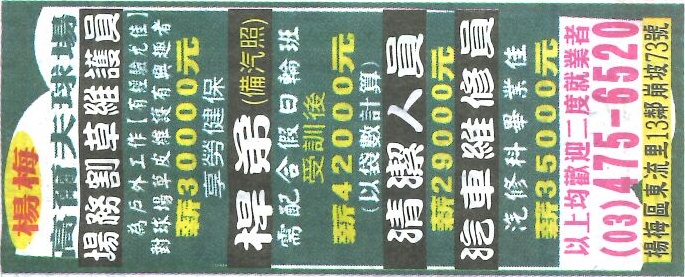 楊梅
高爾夫球場
場務割草維護員
為戶外工作【有經驗尤佳】
對球場草皮維護有興趣者
薪30000元
享勞健保
桿弟(備汽照)
需配合假日輪班
受訓後
薪42000元
(以袋數計算)
清潔人員
薪29000元
汽車維修員
汽修科畢業佳
薪35000元
以上均歡迎二度就業者
(03)475-6520
楊梅區東流里13鄰崩坡73號